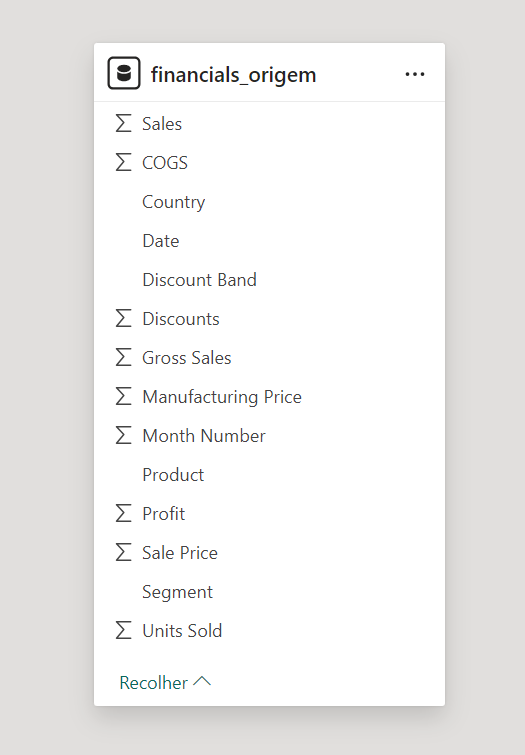 financials_origem
Sales
COGS
Country
Date
Discount Band
Discounts
Gross Sales
Manufacturing Price
Month Number
Product
Profit
Sale Price
Segment
Units Sold
Recolher